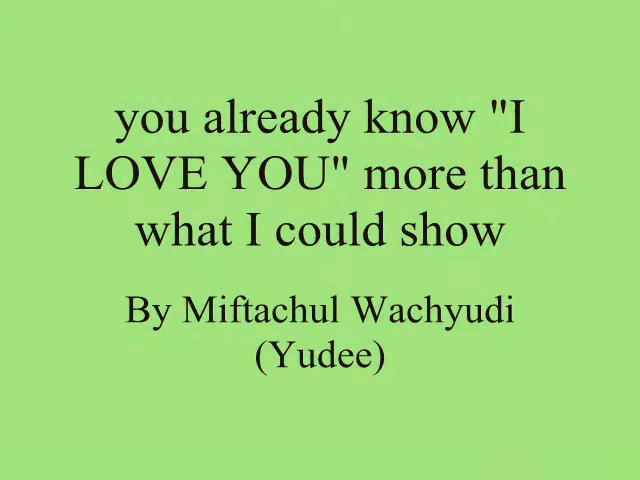 you already know "I
LOVE YOU" more than
what I could show
By Miftachul Wachyudi
(Yudee)